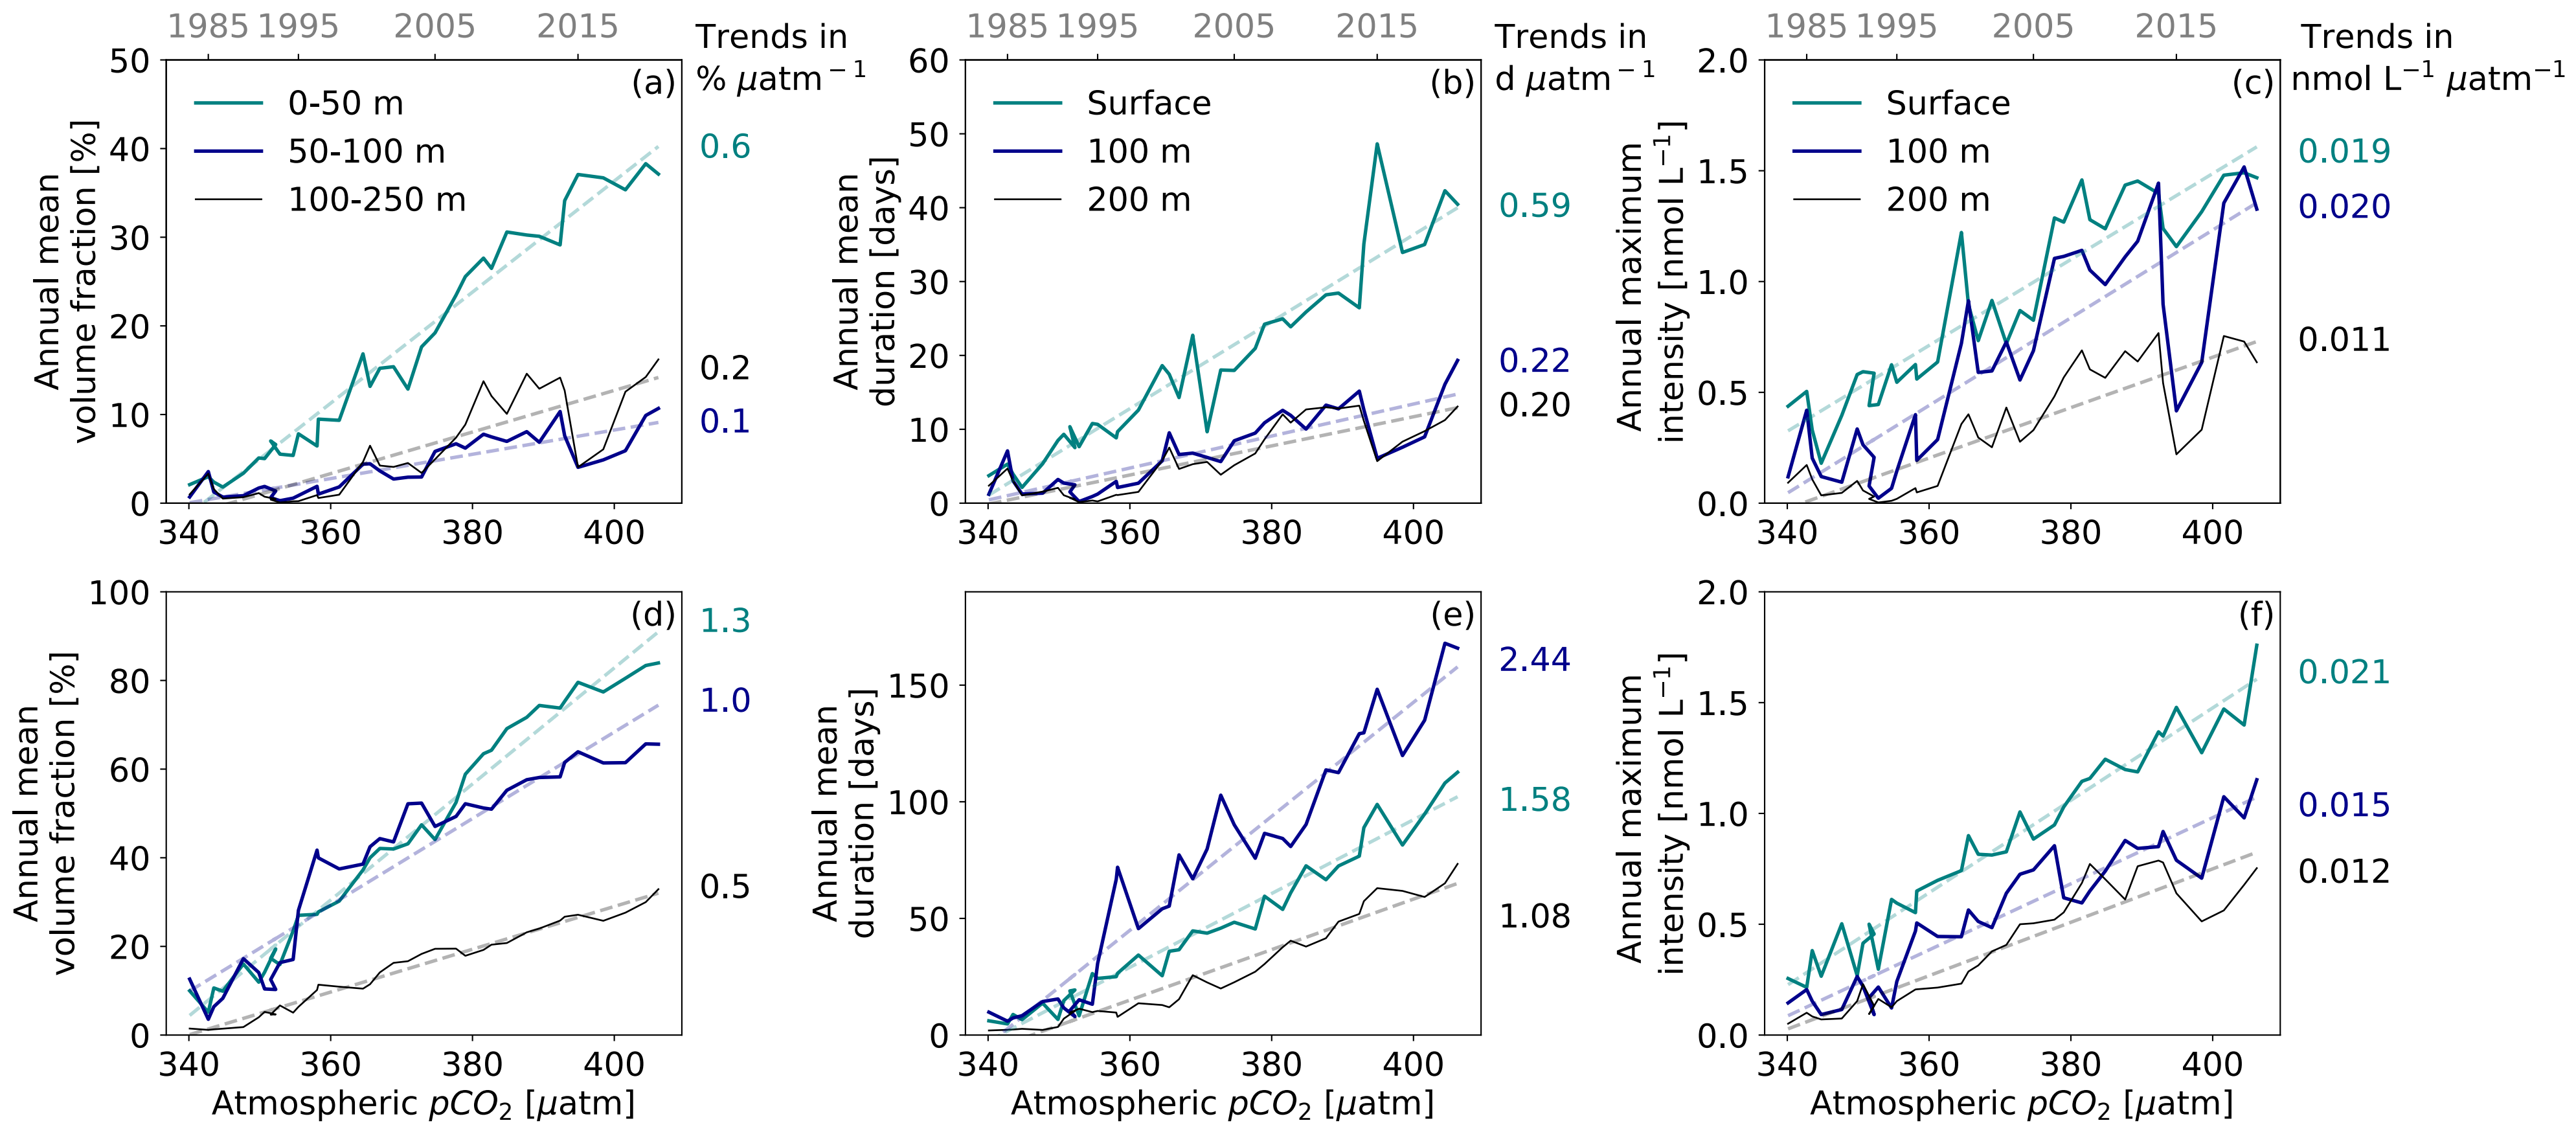 1985 1995 2005 2015
Trends in
% μatm⁻¹
50
40
30
20
10
0
Annual mean
volume fraction [%]
(a)
0-50 m
50-100 m
100-250 m
0.6
0.2
0.1
340 360 380 400
1985 1995 2005 2015
Trends in
d μatm⁻¹
60
50
40
30
20
10
0
Annual mean
duration [days]
(b)
Surface
100 m
200 m
0.59
0.22
0.20
340 360 380 400
1985 1995 2005 2015
Trends in
nmol L⁻¹ μatm⁻¹
2.0
1.5
1.0
0.5
0.0
Annual maximum
intensity [nmol L⁻¹]
(c)
Surface
100 m
200 m
0.019
0.020
0.011
340 360 380 400
100
80
60
40
20
0
Annual mean
volume fraction [%]
(d)
1.3
1.0
0.5
340 360 380 400
Atmospheric pCO₂ [μatm]
150
100
50
0
Annual mean
duration [days]
(e)
2.44
1.58
1.08
340 360 380 400
Atmospheric pCO₂ [μatm]
2.0
1.5
1.0
0.5
0.0
Annual maximum
intensity [nmol L⁻¹]
(f)
0.021
0.015
0.012
340 360 380 400
Atmospheric pCO₂ [μatm]